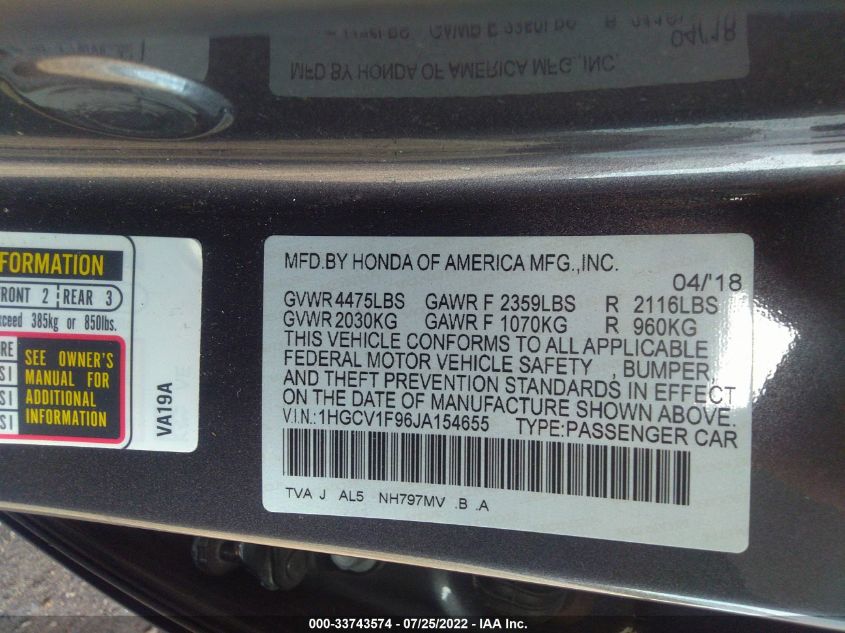 04/'18
MFD BY HONDA OF AMERICA MFG.,INC.
FORMATION
FRONT 2 REAR 3
385kg or 850lbs.
SEE OWNER'S
MANUAL FOR
ADDITIONAL
INFORMATION
VA19A
MFD.BY HONDA OF AMERICA MFG.,INC.
04/'18
GVWR 4475LBS GAWR F 2359LBS R 2116LBS
GVWR 2030KG GAWR F 1070KG R 960KG
THIS VEHICLE CONFORMS TO ALL APPLICABLE
FEDERAL MOTOR VEHICLE SAFETY , BUMPER,
AND THEFT PREVENTION STANDARDS IN EFFECT
ON THE DATE OF MANUFACTURE SHOWN ABOVE.
V.I.N.:1HGCV1F96JA154655 TYPE:PASSENGER CAR
TVA J AL5 NH797MV .B .A
000-33743574 / 07/25/2022 - IAA Inc.